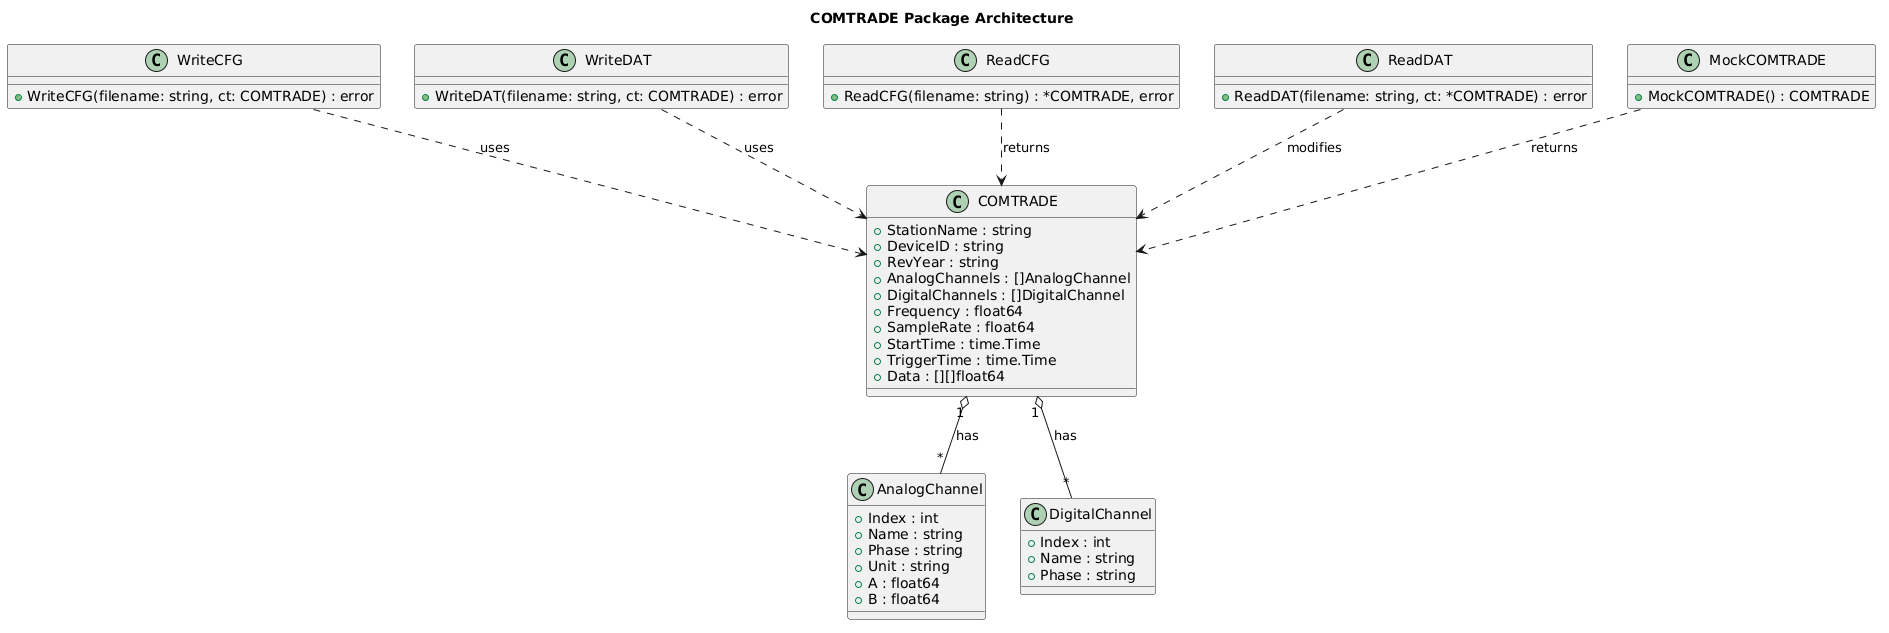 COMTRADE Package Architecture
C WriteCFG
WriteCFG(filename: string, ct: COMTRADE) : error
C WriteDAT
WriteDAT(filename: string, ct: COMTRADE) : error
C ReadCFG
ReadCFG(filename: string) : *COMTRADE, error
C ReadDAT
ReadDAT(filename: string, ct: *COMTRADE) : error
C MockCOMTRADE
MockCOMTRADE() : COMTRADE
uses
uses
returns
modifies
returns
C COMTRADE
StationName : string
DeviceID : string
RevYear : string
AnalogChannels : []AnalogChannel
DigitalChannels : []DigitalChannel
Frequency : float64
SampleRate : float64
StartTime : time.Time
TriggerTime : time.Time
Data : [][]float64
1
1
has
has
*
*
C AnalogChannel
Index : int
Name : string
Phase : string
Unit : string
A : float64
B : float64
C DigitalChannel
Index : int
Name : string
Phase : string